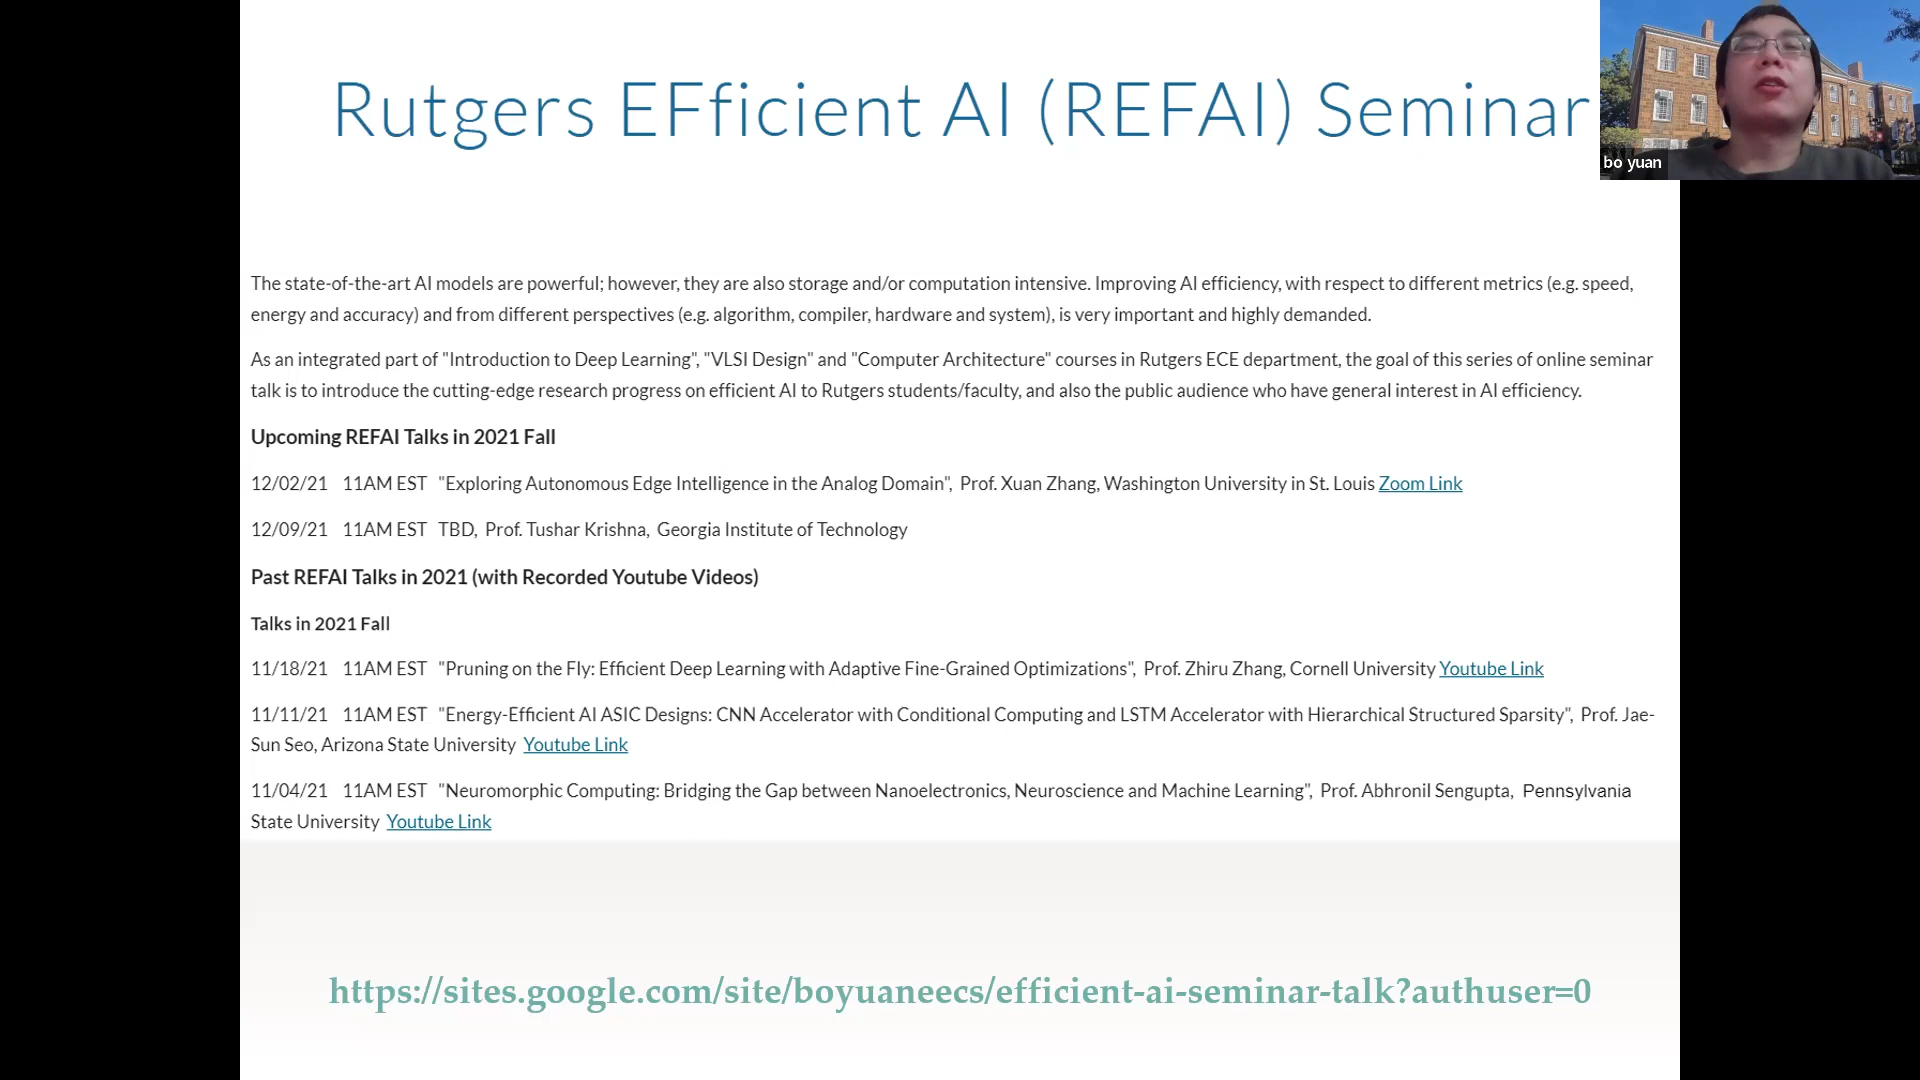 Rutgers EFficient AI (REFAI) Seminar
bo yuan
The state-of-the-art AI models are powerful; however, they are also storage and/or computation intensive. Improving AI efficiency, with respect to different metrics (e.g. speed,
energy and accuracy) and from different perspectives (e.g. algorithm, compiler, hardware and system), is very important and highly demanded.
As an integrated part of "Introduction to Deep Learning", "VLSI Design" and "Computer Architecture" courses in Rutgers ECE department, the goal of this series of online seminar
talk is to introduce the cutting-edge research progress on efficient AI to Rutgers students/faculty, and also the public audience who have general interest in AI efficiency.
Upcoming REFAI Talks in 2021 Fall
12/02/21 11AM EST "Exploring Autonomous Edge Intelligence in the Analog Domain", Prof. Xuan Zhang, Washington University in St. Louis Zoom Link
12/09/21 11AM EST TBD, Prof. Tushar Krishna, Georgia Institute of Technology
Past REFAI Talks in 2021 (with Recorded Youtube Videos)
Talks in 2021 Fall
11/18/21 11AM EST "Pruning on the Fly: Efficient Deep Learning with Adaptive Fine-Grained Optimizations", Prof. Zhiru Zhang, Cornell University Youtube Link
11/11/21 11AM EST "Energy-Efficient AI ASIC Designs: CNN Accelerator with Conditional Computing and LSTM Accelerator with Hierarchical Structured Sparsity", Prof. Jae-
Sun Seo, Arizona State University Youtube Link
11/04/21 11AM EST "Neuromorphic Computing: Bridging the Gap between Nanoelectronics, Neuroscience and Machine Learning", Prof. Abhronil Sengupta, Pennsylvania
State University Youtube Link
https://sites.google.com/site/boyuaneecs/efficient-ai-seminar-talk?authuser=0